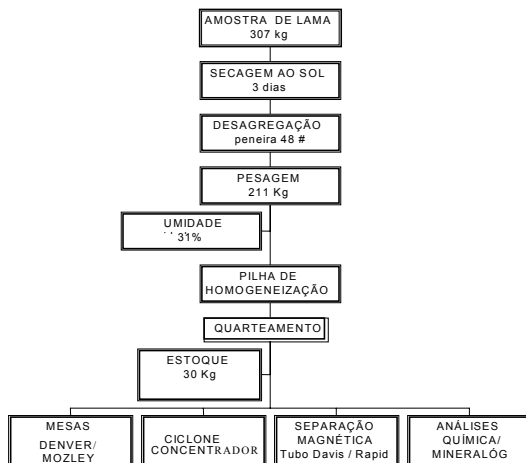 AMOSTRA DE LAMA
307 kg
SECAGEM AO SOL
3 dias
DESAGREGAÇÃO
peneira 48 #
PESAGEM
211 Kg
UMIDADE
31%
PILHA DE
HOMOGENEIZAÇÃO
QUARTEAMENTO
ESTOQUE
30 Kg
MESAS
DENVER/
MOZLEY
CICLONE
CONCENTRADOR
SEPARAÇÃO
MAGNÉTICA
Tubo Davis / Rapid
ANÁLISES
QUÍMICA/
MINERALÓG